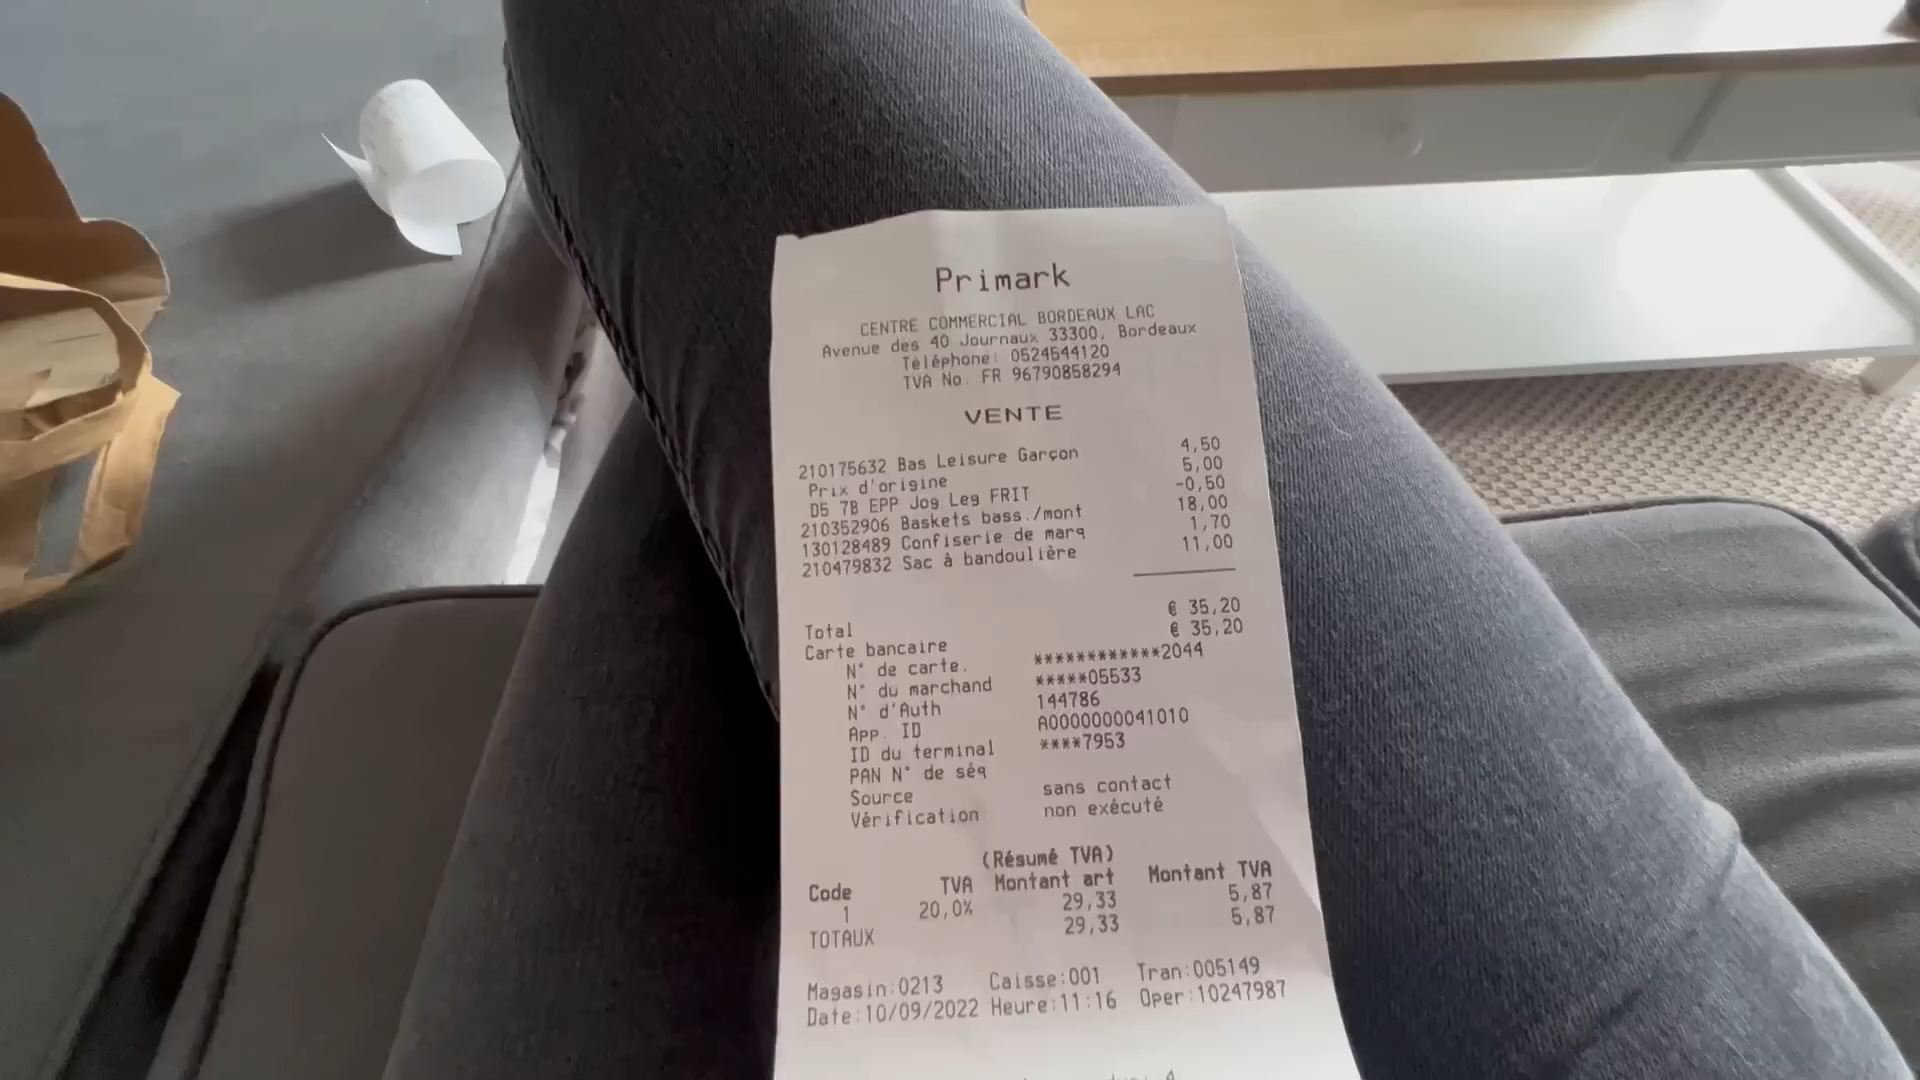 Primark
CENTRE COMMERCIAL BORDEAUX LAC
Avenue des 40 Journaux 33300, Bordeaux
Téléphone: 0524544120
TVA No. FR 96790858294
VENTE
210175632 Bas Leisure Garçon 4,50
Prix d'origine 5,00
D5 7B EPP Jog Leg FRIT -0,50
210352906 Baskets bass./mont 18,00
130128489 Confiserie de marq 1,70
210479832 Sac à bandoulière 11,00
Total € 35,20
Carte bancaire € 35,20
N° de carte. ************2044
N° du marchand *****05533
N° d'Auth 144786
App. ID A0000000041010
ID du terminal ****7953
PAN N° de séq
Source sans contact
Vérification non exécuté
(Résumé TVA)
Code TVA Montant art Montant TVA
1 20,0% 29,33 5,87
TOTAUX 29,33 5,87
Magasin:0213 Caisse:001 Tran:005149
Date:10/09/2022 Heure:11:16 Oper:10247987